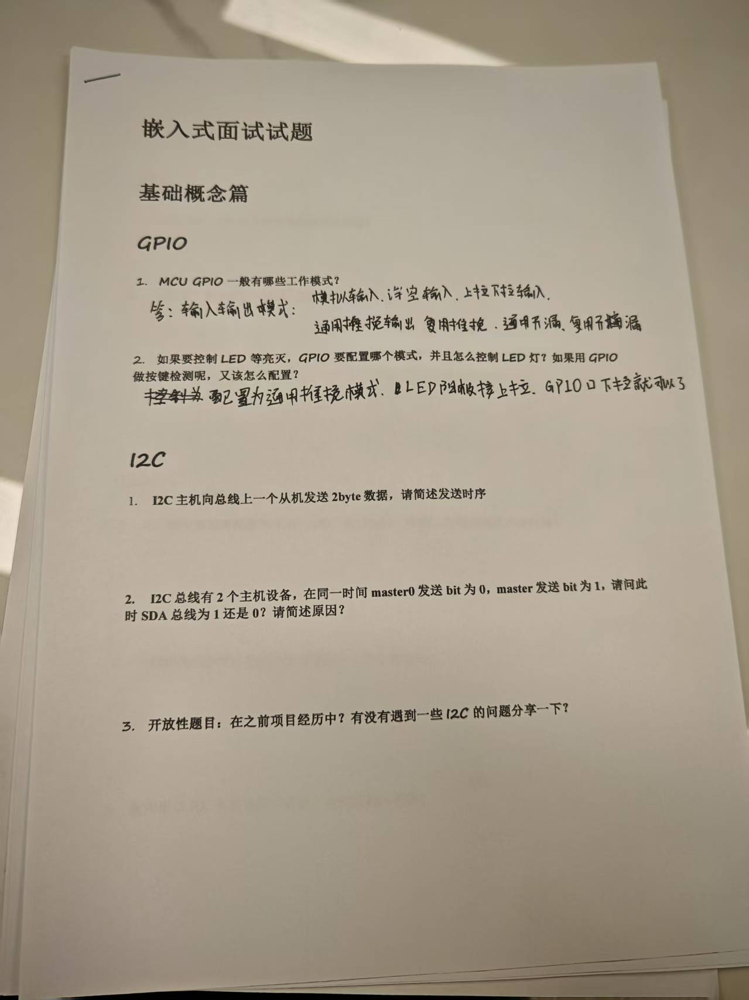 嵌入式面试试题
基础概念篇
GPIO
1. MCU GPIO 一般有哪些工作模式？
答：输入输出模式：
模拟输入、浮空输入、上拉下拉输入.
通用推挽输出 复用推挽、通用开漏、复用开漏
2. 如果要控制 LED 等亮灭，GPIO 要配置哪个模式，并且怎么控制 LED 灯？如果用 GPIO
做按键检测呢，又该怎么配置？
配置为通用推挽模式、LED阳极接上拉、GPIO口下拉就可以了
I2C
1. I2C 主机向总线上一个从机发送 2byte 数据，请简述发送时序
2. I2C 总线有 2 个主机设备，在同一时间 master0 发送 bit 为 0，master 发送 bit 为 1，请问此
时 SDA 总线为 1 还是 0？请简述原因？
3. 开放性题目：在之前项目经历中？有没有遇到一些 I2C 的问题分享一下？